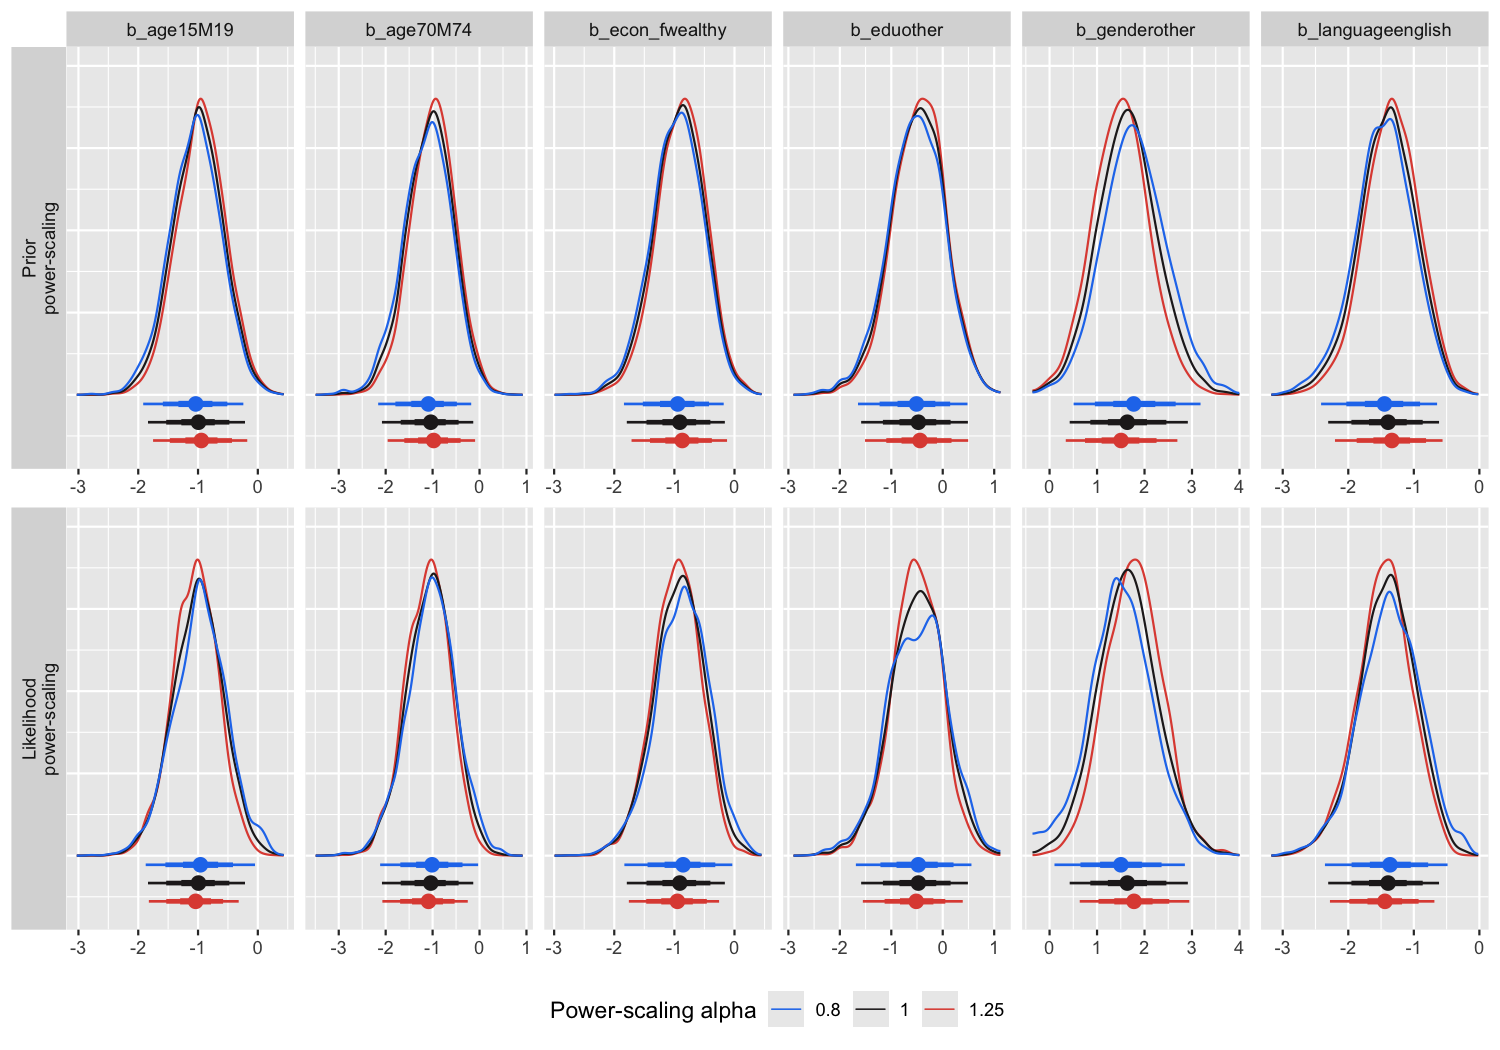 b_age15M19 b_age70M74 b_econ_fwealthy b_eduother b_genderother b_languageenglish
Prior
power-scaling
-3 -2 -1 0 -3 -2 -1 0 1 -3 -2 -1 0 -3 -2 -1 0 1 0 1 2 3 4 -3 -2 -1 0
Likelihood
power-scaling
-3 -2 -1 0 -3 -2 -1 0 1 -3 -2 -1 0 -3 -2 -1 0 1 0 1 2 3 4 -3 -2 -1 0
Power-scaling alpha 0.8 1 1.25